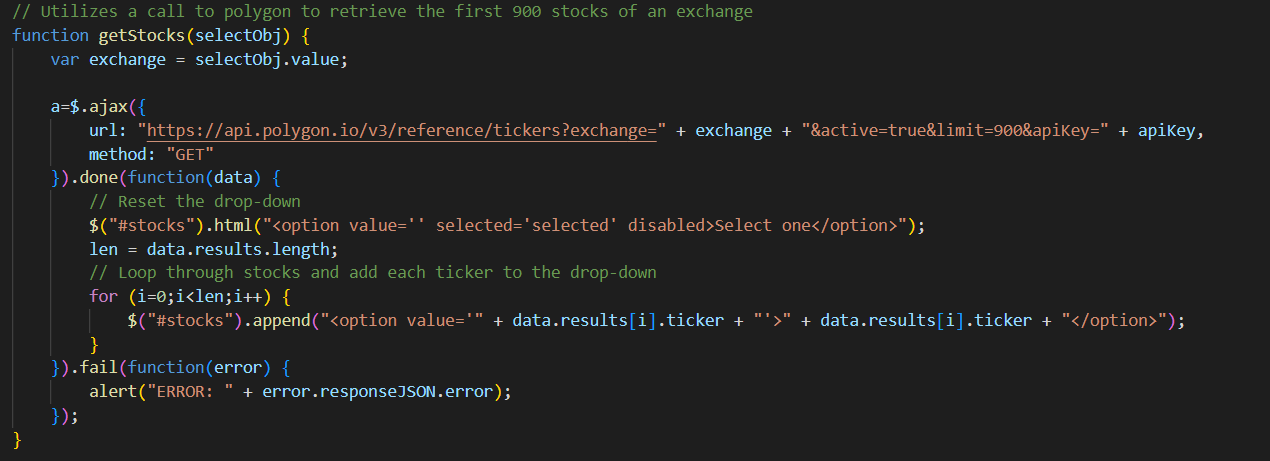 // Utilizes a call to polygon to retrieve the first 900 stocks of an exchange
function getStocks(selectObj) {
    var exchange = selectObj.value;

    a=$.ajax({
        url: "https://api.polygon.io/v3/reference/tickers?exchange=" + exchange + "&active=true&limit=900&apiKey=" + apiKey,
        method: "GET"
    }).done(function(data) {
        // Reset the drop-down
        $("#stocks").html("<option value='' selected='selected' disabled>Select one</option>");
        len = data.results.length;
        // Loop through stocks and add each ticker to the drop-down
        for (i=0;i<len;i++) {
            $("#stocks").append("<option value='" + data.results[i].ticker + "'>" + data.results[i].ticker + "</option>");
        }
    }).fail(function(error) {
        alert("ERROR: " + error.responseJSON.error);
    });
}